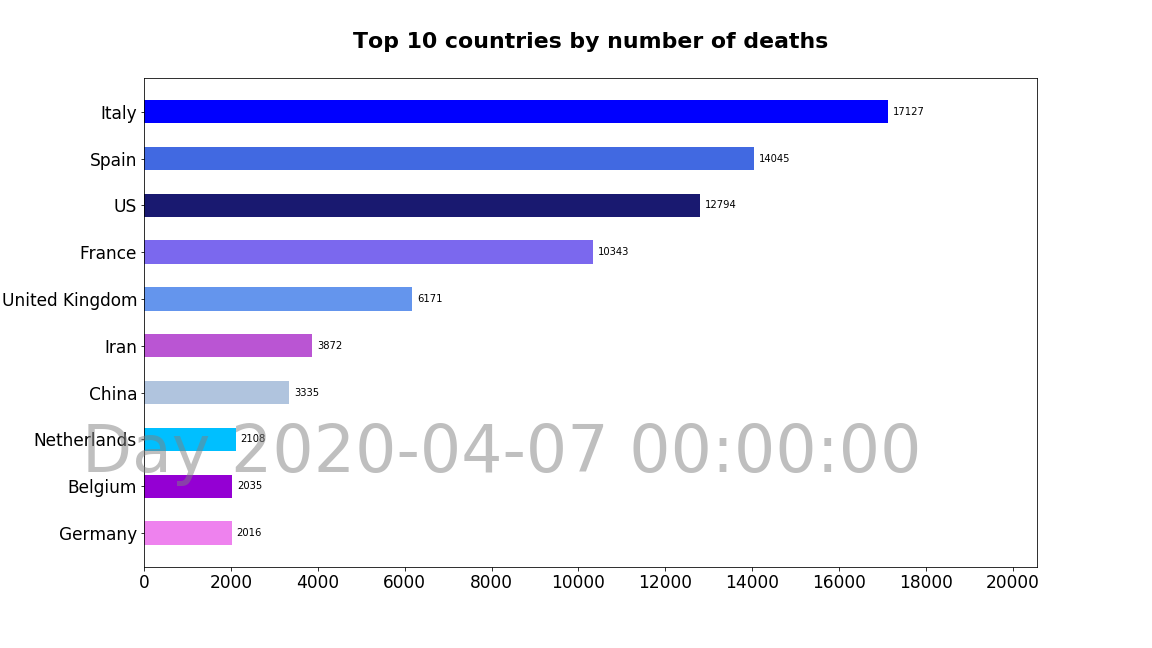 Top 10 countries by number of deaths
Italy 17127
Spain 14045
US 12794
France 10343
United Kingdom 6171
Iran 3872
China 3335
Netherlands 2108
Day 2020-04-07 00:00:00
Belgium 2035
Germany 2016
0 2000 4000 6000 8000 10000 12000 14000 16000 18000 20000